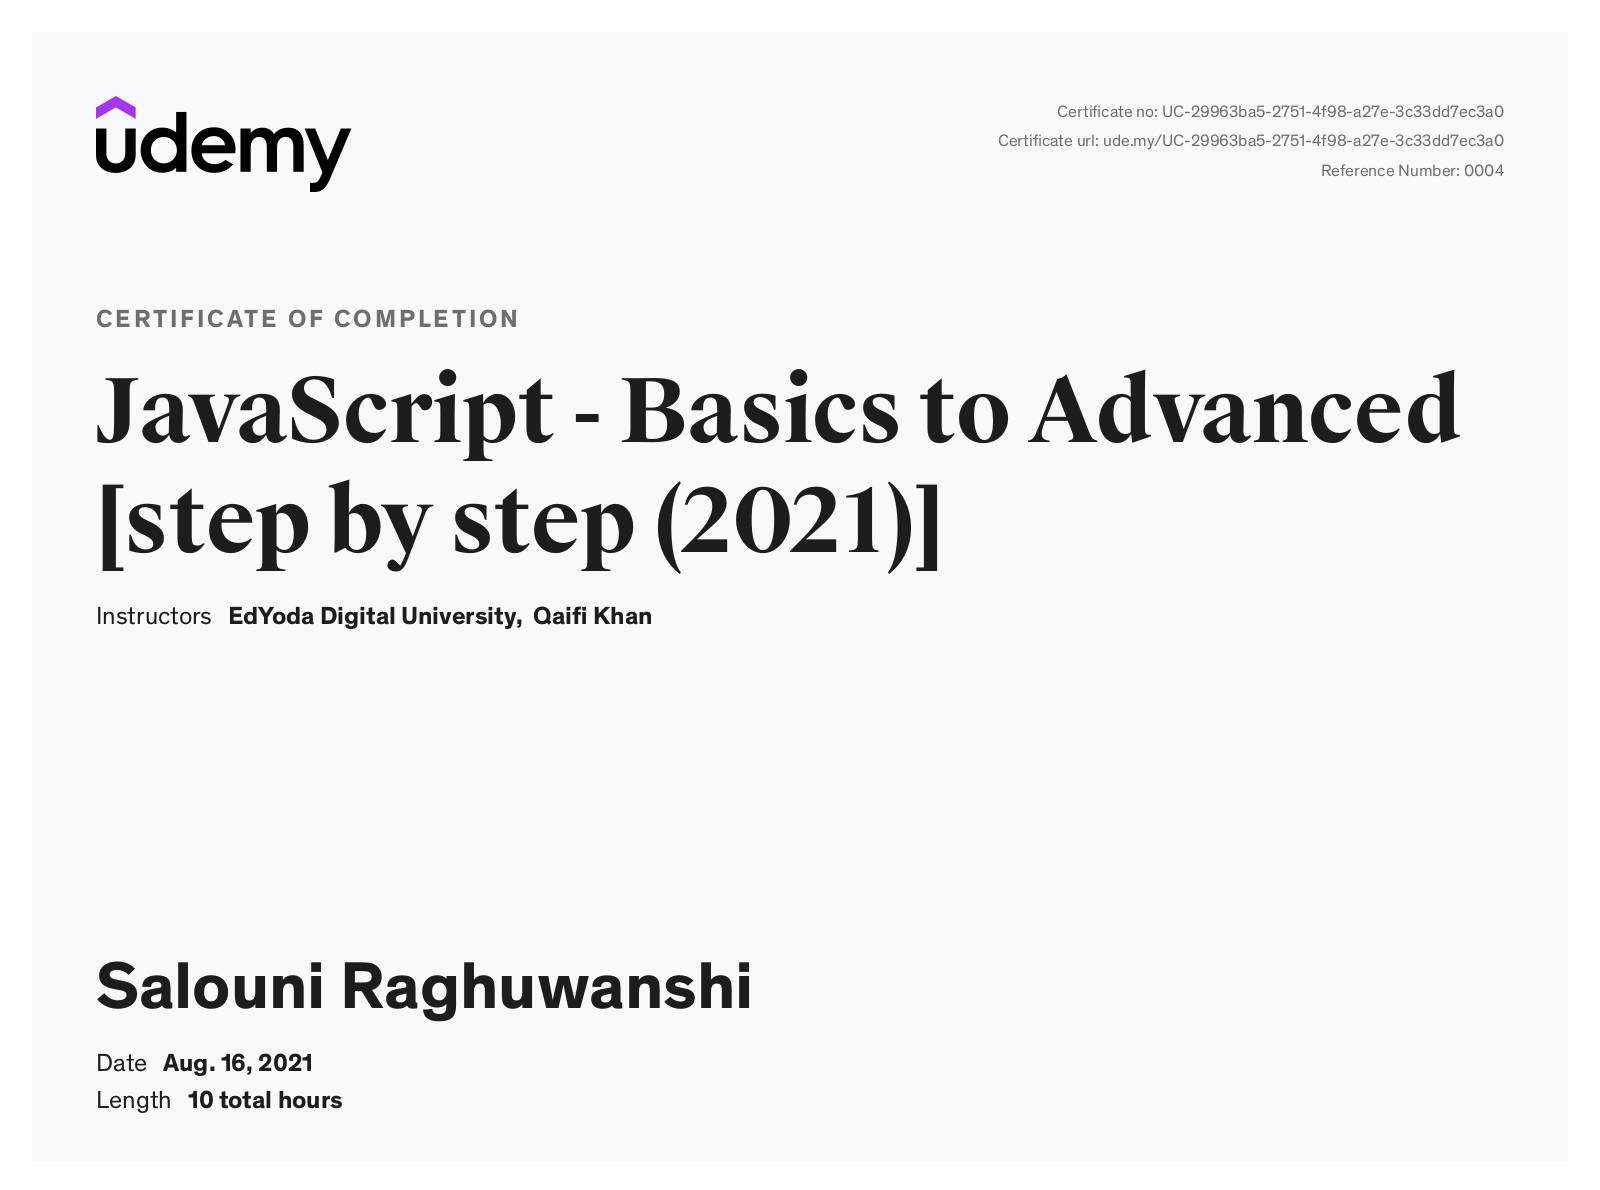 udemy
Certificate no: UC-29963ba5-2751-4f98-a27e-3c33dd7ec3a0
Certificate url: ude.my/UC-29963ba5-2751-4f98-a27e-3c33dd7ec3a0
Reference Number: 0004
CERTIFICATE OF COMPLETION
JavaScript - Basics to Advanced
[step by step (2021)]
Instructors EdYoda Digital University, Qaifi Khan
Salouni Raghuwanshi
Date Aug. 16, 2021
Length 10 total hours